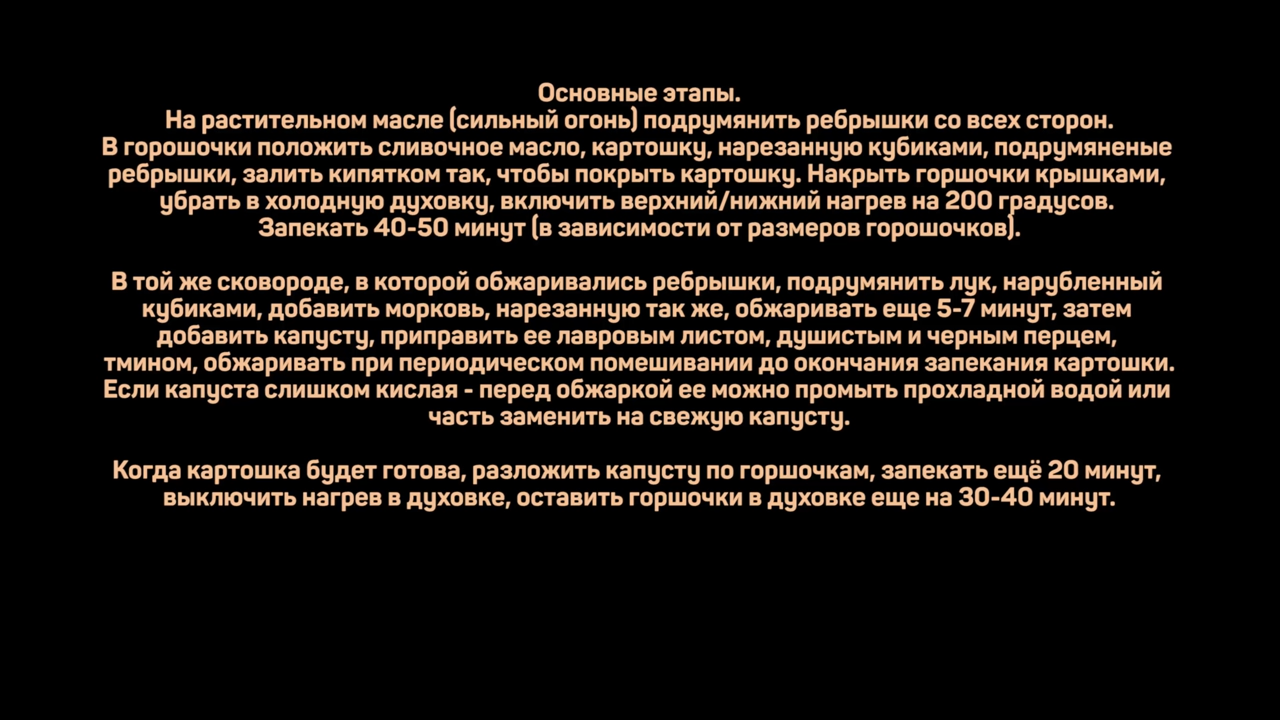 Основные этапы.
На растительном масле (сильный огонь) подрумянить ребрышки со всех сторон.
В горошочки положить сливочное масло, картошку, нарезанную кубиками, подрумяненые
ребрышки, залить кипятком так, чтобы покрыть картошку. Накрыть горшочки крышками,
убрать в холодную духовку, включить верхний/нижний нагрев на 200 градусов.
Запекать 40-50 минут (в зависимости от размеров горошочков).
В той же сковороде, в которой обжаривались ребрышки, подрумянить лук, нарубленный
кубиками, добавить морковь, нарезанную так же, обжаривать еще 5-7 минут, затем
добавить капусту, приправить ее лавровым листом, душистым и черным перцем,
тмином, обжаривать при периодическом помешивании до окончания запекания картошки.
Если капуста слишком кислая - перед обжаркой ее можно промыть прохладной водой или
часть заменить на свежую капусту.
Когда картошка будет готова, разложить капусту по горшочкам, запекать ещё 20 минут,
выключить нагрев в духовке, оставить горшочки в духовке еще на 30-40 минут.